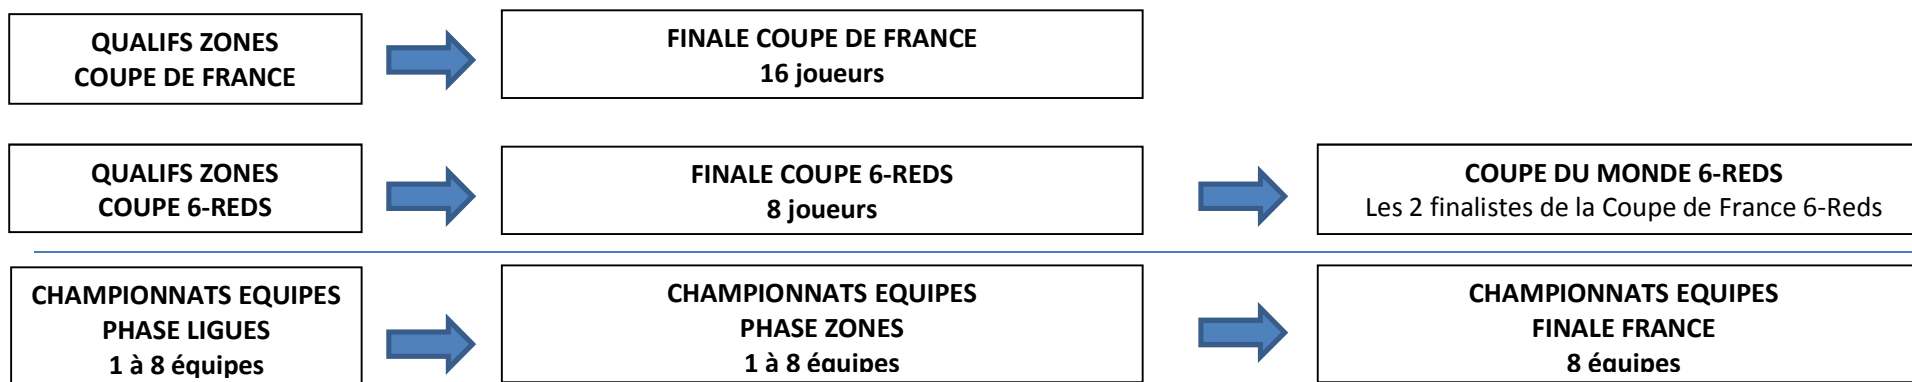 QUALIFS ZONES
COUPE DE FRANCE
FINALE COUPE DE FRANCE
16 joueurs
QUALIFS ZONES
COUPE 6-REDS
FINALE COUPE 6-REDS
8 joueurs
COUPE DU MONDE 6-REDS
Les 2 finalistes de la Coupe de France 6-Reds
CHAMPIONNATS EQUIPES
PHASE LIGUES
1 à 8 équipes
CHAMPIONNATS EQUIPES
PHASE ZONES
1 à 8 équipes
CHAMPIONNATS EQUIPES
FINALE FRANCE
8 équipes